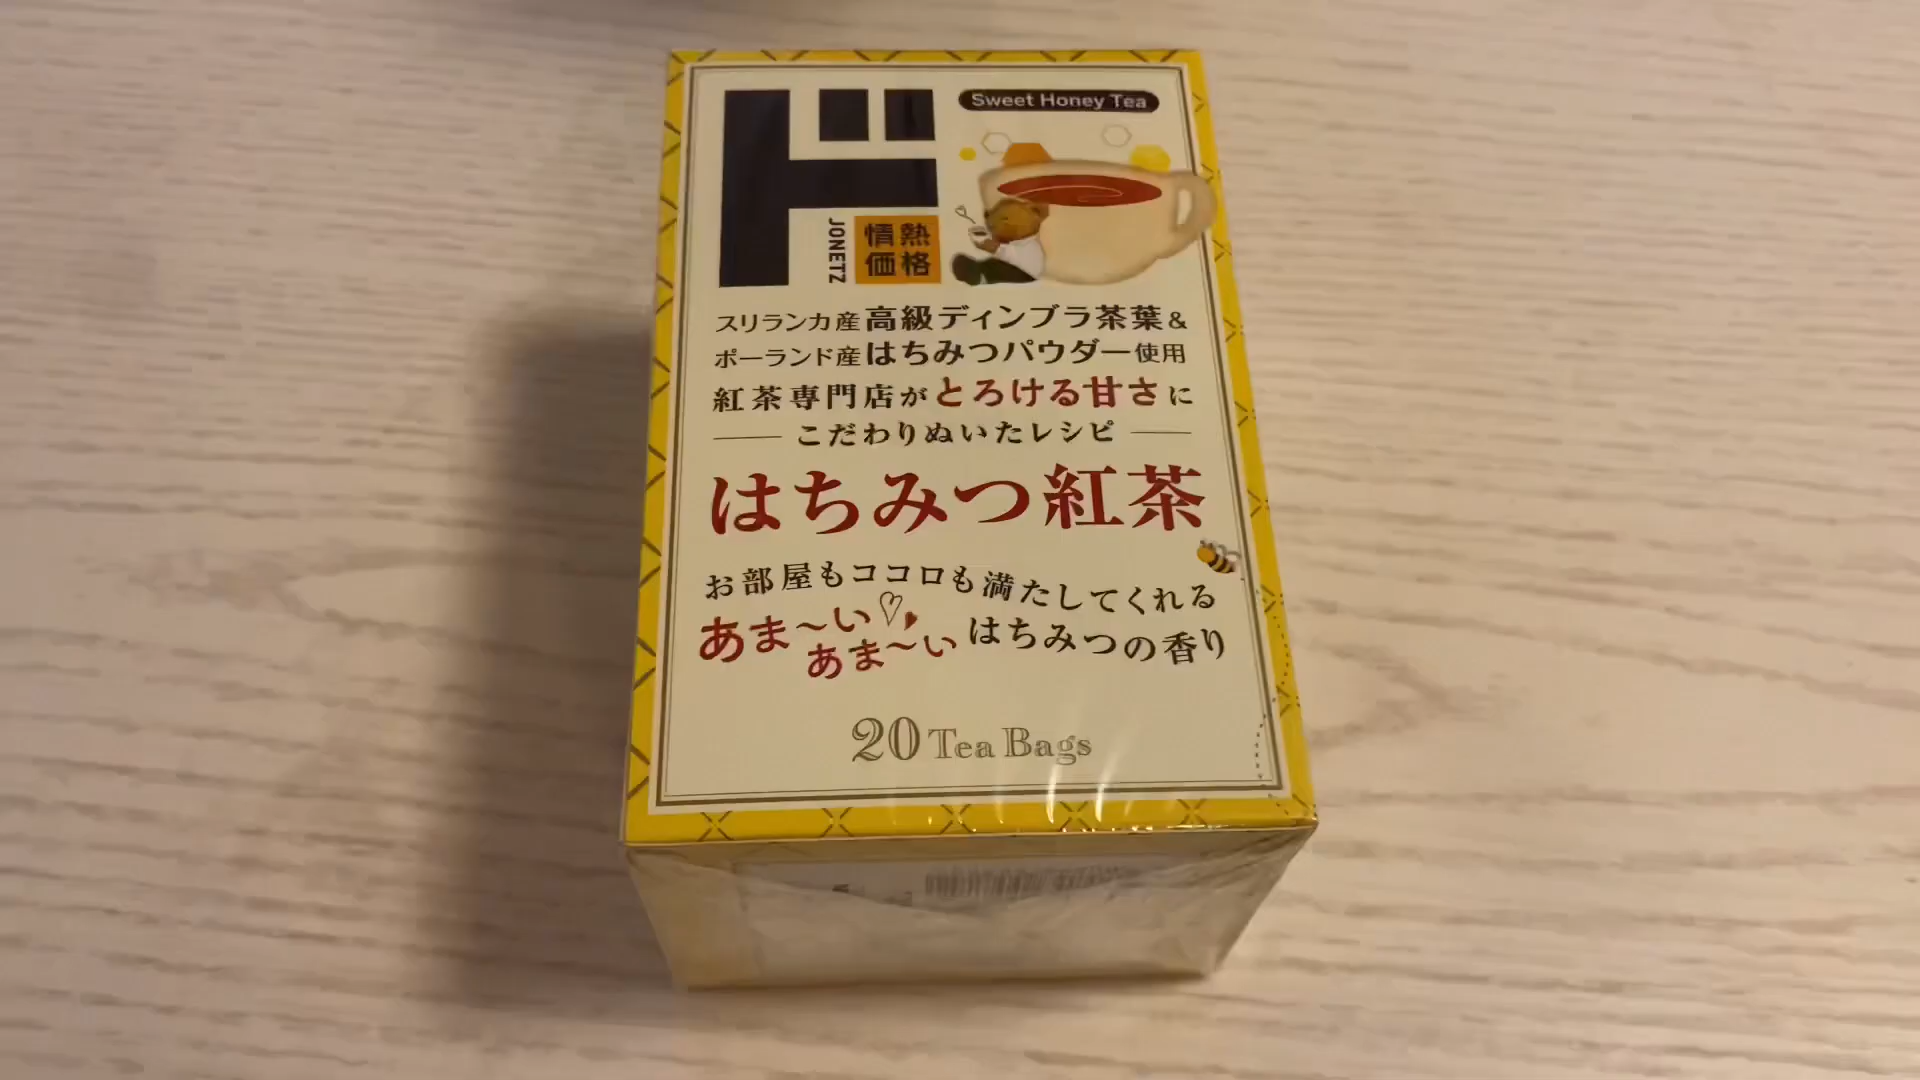 Sweet Honey Tea
ド
JONETZ
情熱
価格
スリランカ産高級ディンブラ茶葉&
ポーランド産はちみつパウダー使用
紅茶専門店がとろける甘さに
こだわりぬいたレシピ
はちみつ紅茶
お部屋もココロも満たしてくれる
あま〜い♡
あま〜いはちみつの香り
20 Tea Bags